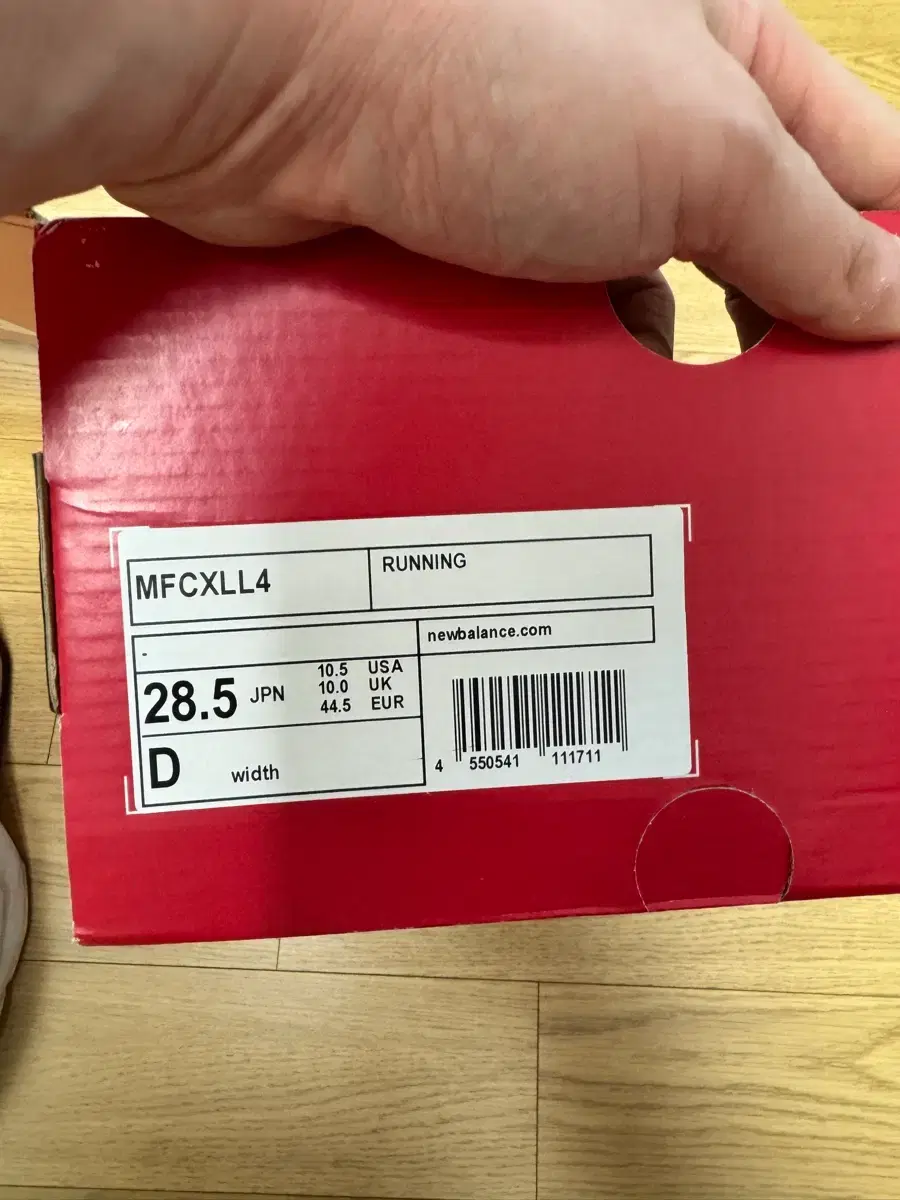 MFCXLL4
RUNNING
newbalance.com
-
28.5 JPN
10.5 USA
10.0 UK
44.5 EUR
D width
4 550541 111711